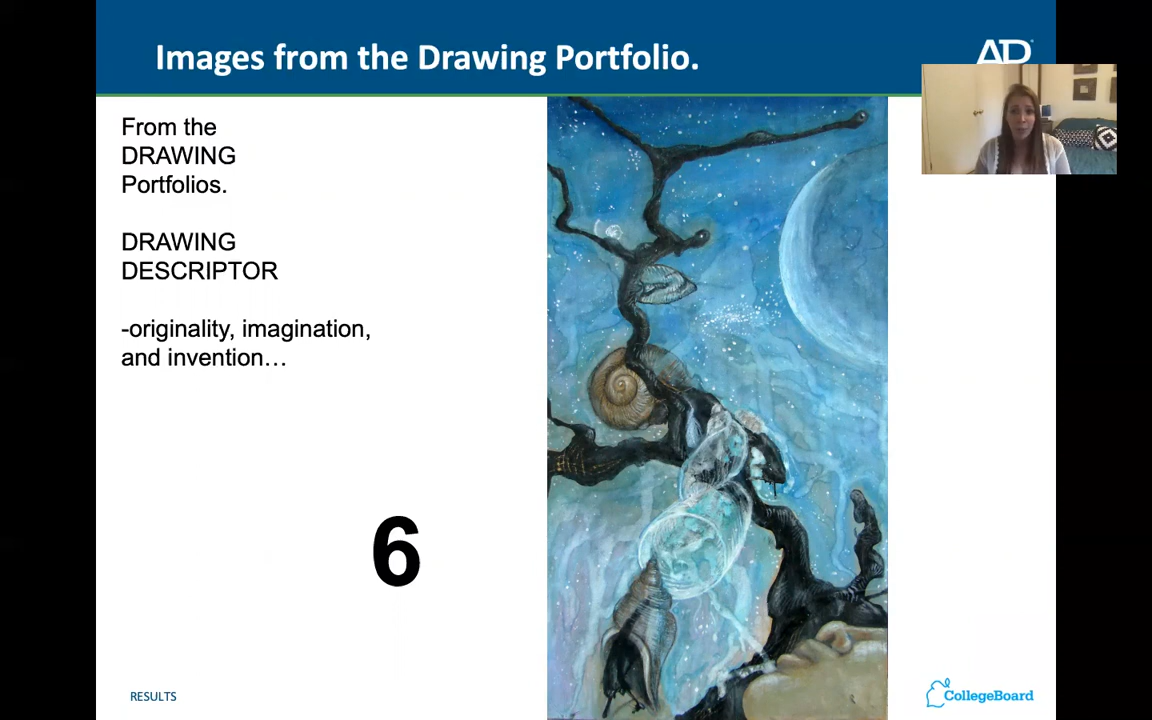 Images from the Drawing Portfolio.
AP
From the
DRAWING
Portfolios.
DRAWING
DESCRIPTOR
-originality, imagination,
and invention…
6
RESULTS
CollegeBoard